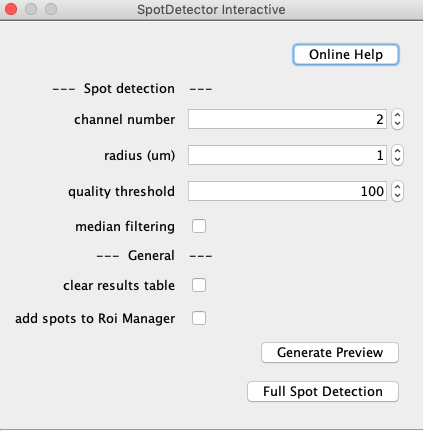 SpotDetector Interactive
Online Help
--- Spot detection ---
channel number 2
radius (um) 1
quality threshold 100
median filtering
--- General ---
clear results table
add spots to Roi Manager
Generate Preview
Full Spot Detection